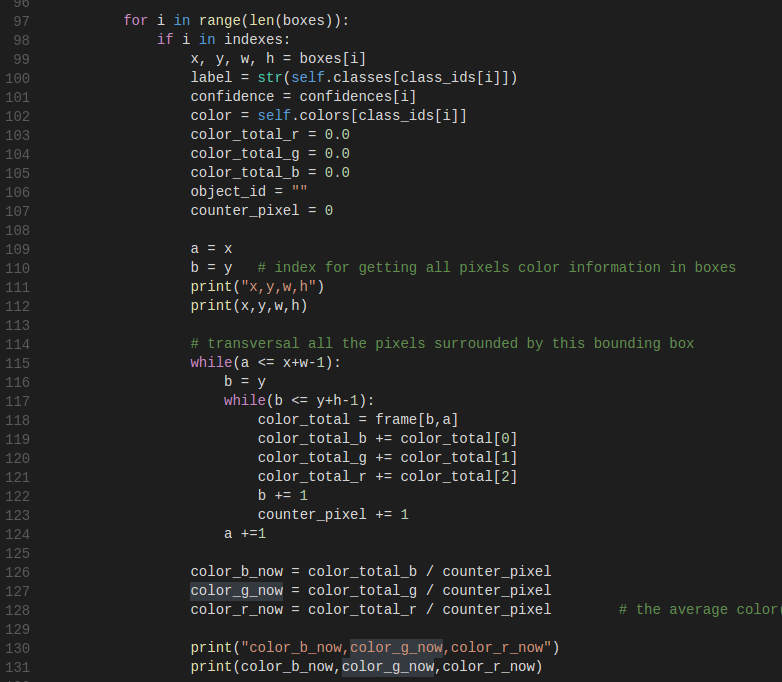 96
97 for i in range(len(boxes)):
98 if i in indexes:
99 x, y, w, h = boxes[i]
100 label = str(self.classes[class_ids[i]])
101 confidence = confidences[i]
102 color = self.colors[class_ids[i]]
103 color_total_r = 0.0
104 color_total_g = 0.0
105 color_total_b = 0.0
106 object_id = ""
107 counter_pixel = 0
108
109 a = x
110 b = y # index for getting all pixels color information in boxes
111 print("x,y,w,h")
112 print(x,y,w,h)
113
114 # transversal all the pixels surrounded by this bounding box
115 while(a <= x+w-1):
116 b = y
117 while(b <= y+h-1):
118 color_total = frame[b,a]
119 color_total_b += color_total[0]
120 color_total_g += color_total[1]
121 color_total_r += color_total[2]
122 b += 1
123 counter_pixel += 1
124 a +=1
125
126 color_b_now = color_total_b / counter_pixel
127 color_g_now = color_total_g / counter_pixel
128 color_r_now = color_total_r / counter_pixel # the average color(
129
130 print("color_b_now,color_g_now,color_r_now")
131 print(color_b_now,color_g_now,color_r_now)